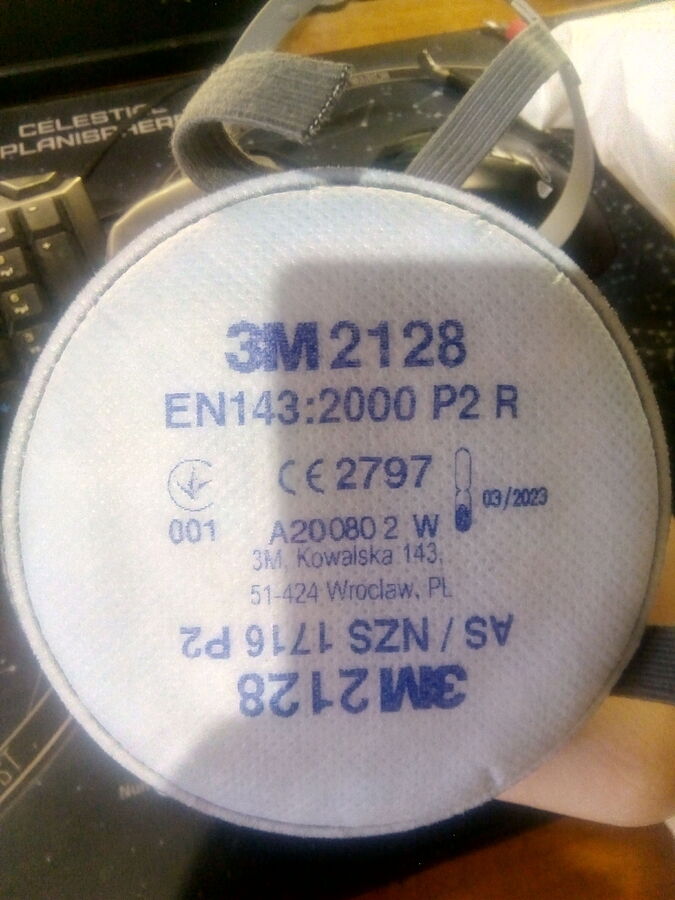 CELESTIAL
PLANISPHERE
3M 2128
EN143:2000 P2 R
CE 2797
03/2023
001 A20080 2 W
3M, Kowalska 143,
51-424 Wroclaw, PL
AS / NZS 1716 P2
3M 2128